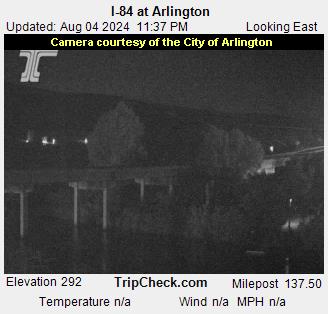 I-84 at Arlington
Updated: Aug 04 2024 11:37 PM Looking East
Camera courtesy of the City of Arlington
Elevation 292 TripCheck.com Milepost 137.50
Temperature n/a Wind n/a MPH n/a